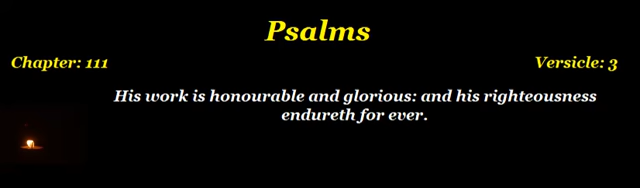 Psalms
Chapter: 111
Versicle: 3
His work is honourable and glorious: and his righteousness
endureth for ever.